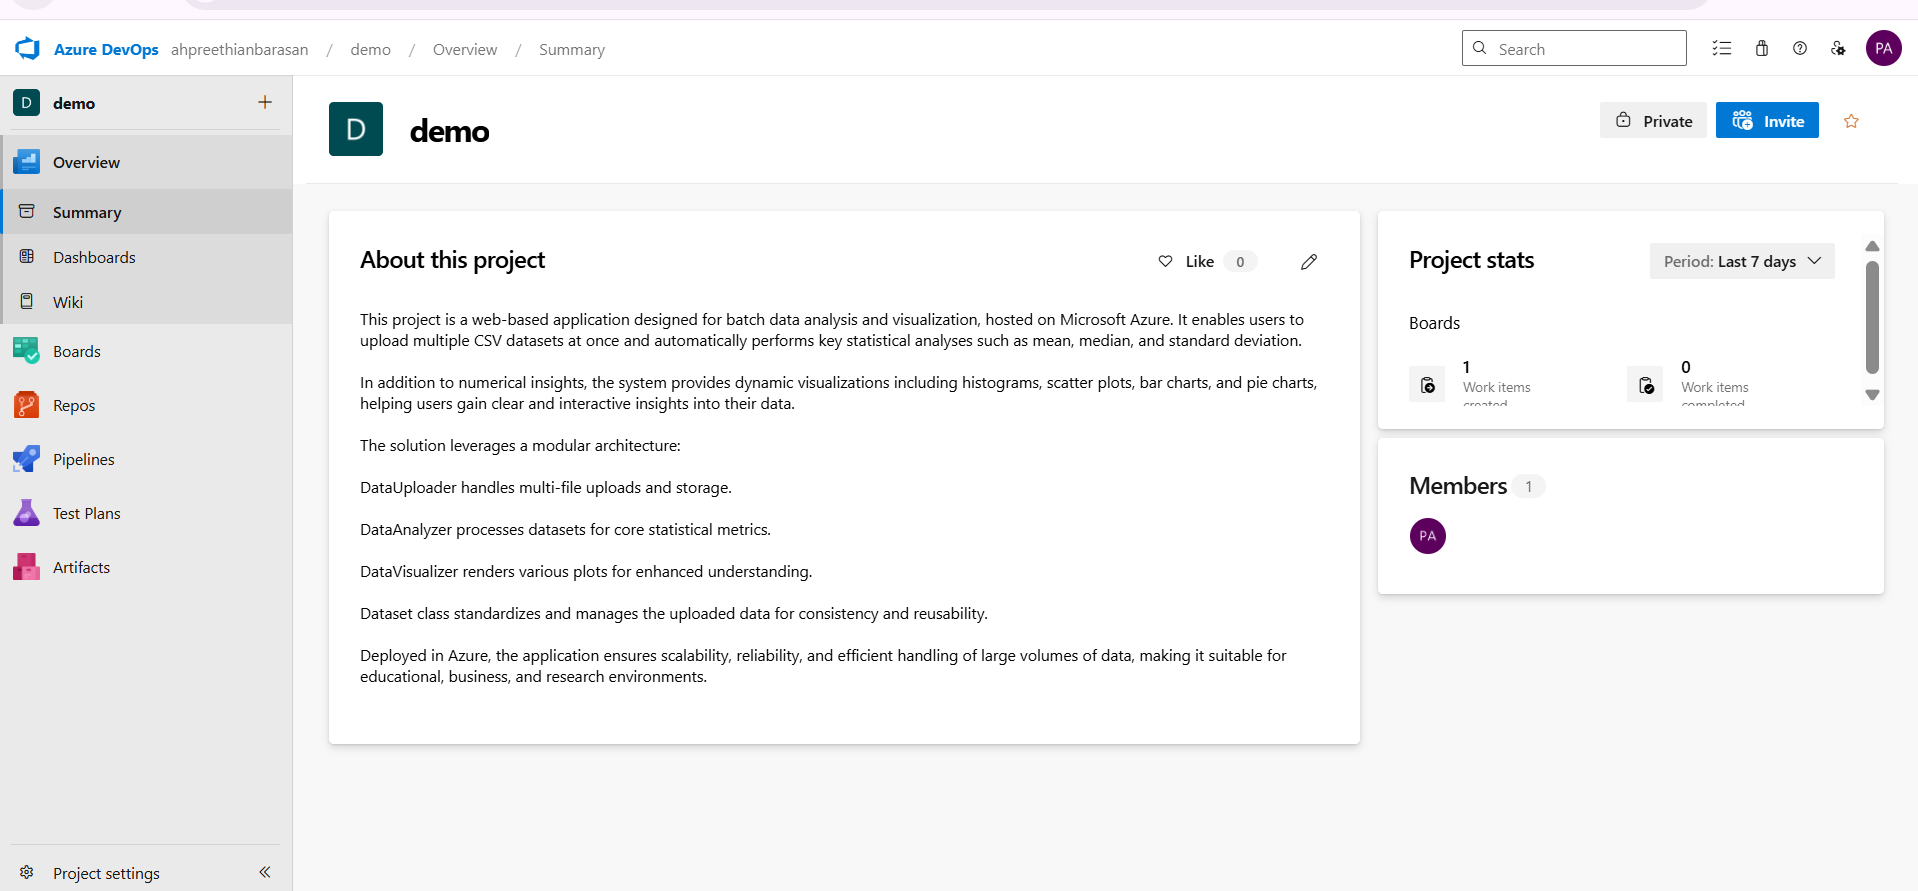 Azure DevOps ahpreethianbarasan / demo / Overview / Summary
Search
PA
D demo
Overview
Summary
Dashboards
Wiki
Boards
Repos
Pipelines
Test Plans
Artifacts
Project settings
D demo
Private
Invite
About this project
Like 0
This project is a web-based application designed for batch data analysis and visualization, hosted on Microsoft Azure. It enables users to
upload multiple CSV datasets at once and automatically performs key statistical analyses such as mean, median, and standard deviation.
In addition to numerical insights, the system provides dynamic visualizations including histograms, scatter plots, bar charts, and pie charts,
helping users gain clear and interactive insights into their data.
The solution leverages a modular architecture:
DataUploader handles multi-file uploads and storage.
DataAnalyzer processes datasets for core statistical metrics.
DataVisualizer renders various plots for enhanced understanding.
Dataset class standardizes and manages the uploaded data for consistency and reusability.
Deployed in Azure, the application ensures scalability, reliability, and efficient handling of large volumes of data, making it suitable for
educational, business, and research environments.
Project stats
Period: Last 7 days
Boards
1
Work items
created
0
Work items
completed
Members 1
PA